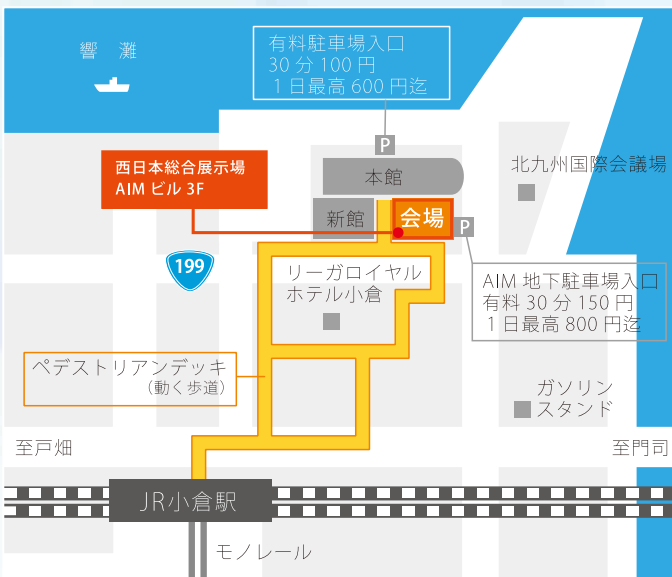 響 灘
有料駐車場入口
30 分 100 円
1 日最高 600 円迄
P
西日本総合展示場
AIM ビル 3F
本館
北九州国際会議場
新館
会場
P
199
リーガロイヤル
ホテル小倉
AIM 地下駐車場入口
有料 30 分 150 円
1 日最高 800 円迄
ペデストリアンデッキ
(動く歩道)
ガソリン
スタンド
至戸畑
至門司
JR小倉駅
モノレール